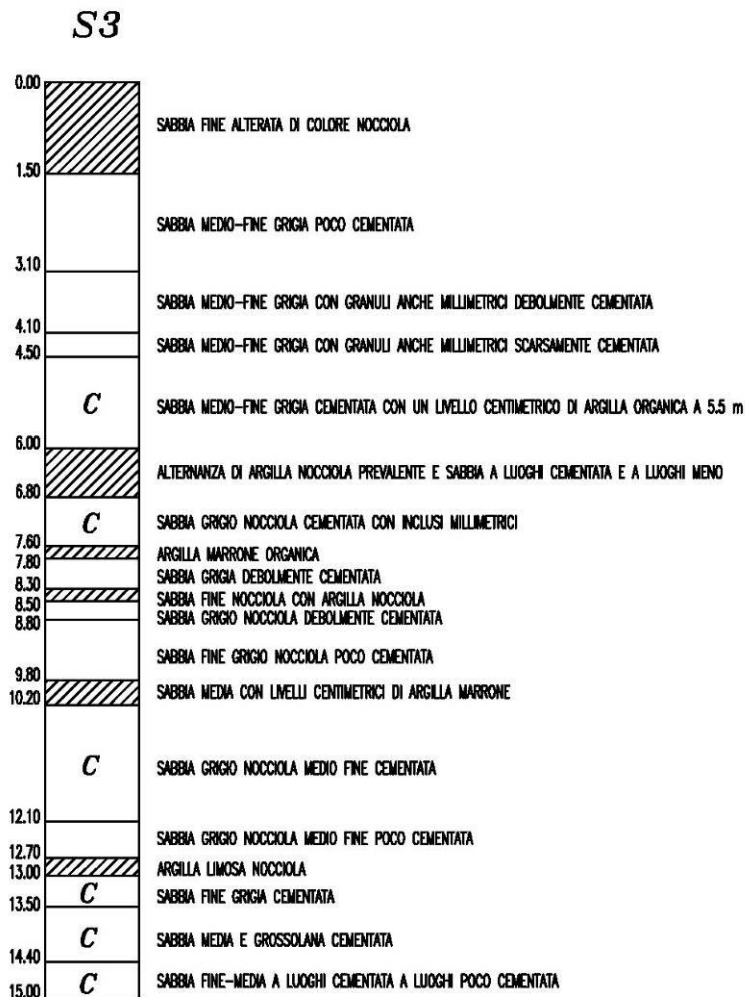 S3
0.00
SABBIA FINE ALTERATA DI COLORE NOCCIOLA
1.50
SABBIA MEDIO-FINE GRIGIA POCO CEMENTATA
3.10
SABBIA MEDIO-FINE GRIGIA CON GRANULI ANCHE MILLIMETRICI DEBOLMENTE CEMENTATA
4.10
SABBIA MEDIO-FINE GRIGIA CON GRANULI ANCHE MILLIMETRICI SCARSAMENTE CEMENTATA
4.50
C SABBIA MEDIO-FINE GRIGIA CEMENTATA CON UN LIVELLO CENTIMETRICO DI ARGILLA ORGANICA A 5.5 m
6.00
ALTERNANZA DI ARGILLA NOCCIOLA PREVALENTE E SABBIA A LUOGHI CEMENTATA E A LUOGHI MENO
6.80
C SABBIA GRIGIO NOCCIOLA CEMENTATA CON INCLUSI MILLIMETRICI
7.60
ARGILLA MARRONE ORGANICA
7.80
SABBIA GRIGIA DEBOLMENTE CEMENTATA
8.30
SABBIA FINE NOCCIOLA CON ARGILLA NOCCIOLA
8.50
SABBIA GRIGIO NOCCIOLA DEBOLMENTE CEMENTATA
8.80
SABBIA FINE GRIGIO NOCCIOLA POCO CEMENTATA
9.80
SABBIA MEDIA CON LIVELLI CENTIMETRICI DI ARGILLA MARRONE
10.20
C SABBIA GRIGIO NOCCIOLA MEDIO FINE CEMENTATA
12.10
SABBIA GRIGIO NOCCIOLA MEDIO FINE POCO CEMENTATA
12.70
ARGILLA LIMOSA NOCCIOLA
13.00
C SABBIA FINE GRIGIA CEMENTATA
13.50
C SABBIA MEDIA E GROSSOLANA CEMENTATA
14.40
C SABBIA FINE-MEDIA A LUOGHI CEMENTATA A LUOGHI POCO CEMENTATA
15.00